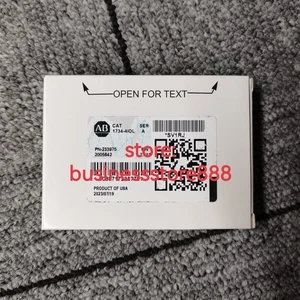 OPEN FOR TEXT
AB
CAT
SER
1734-4IOL
A
*SV1RJ
PN-233975
2005642
store
businessstore888
PRODUCT OF USA
2023/07/19